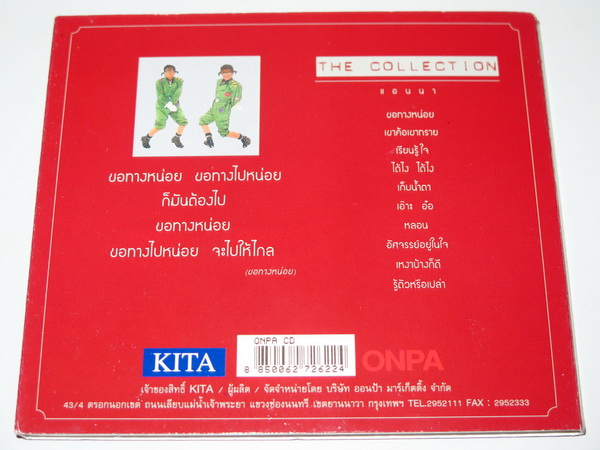 THE COLLECTION
แอนนา
ขอทางหน่อย
เขาคือเขาทราย
เรียนรู้ใจ
ได้ไง ได้ไง
เก็บน้ำตา
เอ๊าะ อ๋อ
หลอน
อัศจรรย์อยู่ในใจ
เหงาบ้างก็ดี
รู้ตัวหรือเปล่า
ขอทางหน่อย ขอทางไปหน่อย
ก็มันต้องไป
ขอทางหน่อย
ขอทางไปหน่อย จะไปให้ไกล
(ขอทางหน่อย)
KITA
ONPA CD
8 850062 726224
ONPA
เจ้าของสิทธิ์ KITA / ผู้ผลิต / จัดจำหน่ายโดย บริษัท ออนป้า มาร์เก็ตติ้ง จำกัด
43/4 ตรอกนอกเขต ถนนเลียบแม่น้ำเจ้าพระยา แขวงช่องนนทรี เขตยานนาวา กรุงเทพฯ TEL.2952111 FAX : 2952333